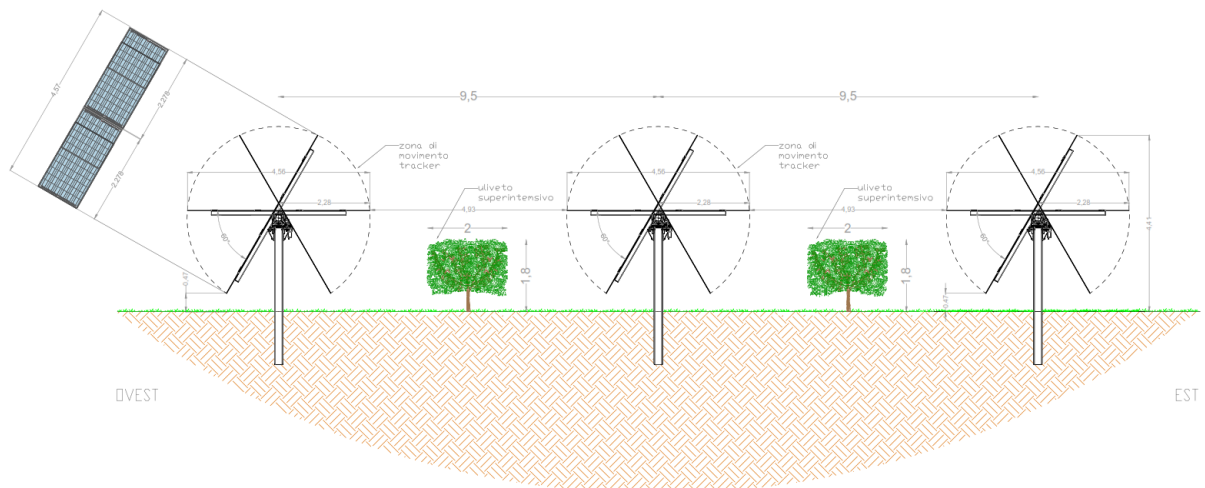 4,57
2,278
2,278
9,5
9,5
zona di
movimento
tracker
zona di
movimento
tracker
4,56
4,56
4,56
uliveto
superintensivo
uliveto
superintensivo
2,28
2,28
2,28
4,93
4,93
2
2
60°
60°
60°
1,8
1,8
4,41
0,47
0,47
OVEST
EST